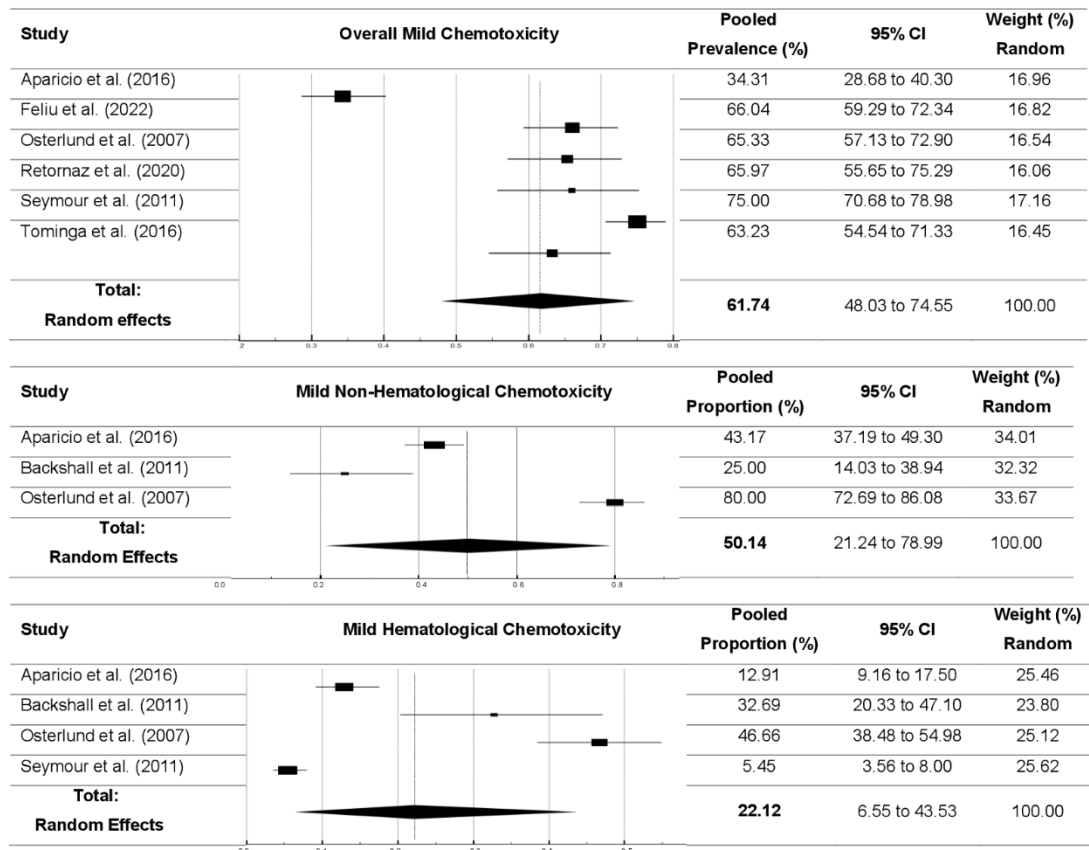 Study Overall Mild Chemotoxicity Pooled Prevalence (%) 95% CI Weight (%) Random
Aparicio et al. (2016) 34.31 28.68 to 40.30 16.96
Feliu et al. (2022) 66.04 59.29 to 72.34 16.82
Osterlund et al. (2007) 65.33 57.13 to 72.90 16.54
Retornaz et al. (2020) 65.97 55.65 to 75.29 16.06
Seymour et al. (2011) 75.00 70.68 to 78.98 17.16
Tominga et al. (2016) 63.23 54.54 to 71.33 16.45
Total: Random effects 61.74 48.03 to 74.55 100.00
2 0.3 0.4 0.5 0.6 0.7 0.8
Study Mild Non-Hematological Chemotoxicity Pooled Proportion (%) 95% CI Weight (%) Random
Aparicio et al. (2016) 43.17 37.19 to 49.30 34.01
Backshall et al. (2011) 25.00 14.03 to 38.94 32.32
Osterlund et al. (2007) 80.00 72.69 to 86.08 33.67
Total: Random Effects 50.14 21.24 to 78.99 100.00
0.0 0.2 0.4 0.6 0.8
Study Mild Hematological Chemotoxicity Pooled Proportion (%) 95% CI Weight (%) Random
Aparicio et al. (2016) 12.91 9.16 to 17.50 25.46
Backshall et al. (2011) 32.69 20.33 to 47.10 23.80
Osterlund et al. (2007) 46.66 38.48 to 54.98 25.12
Seymour et al. (2011) 5.45 3.56 to 8.00 25.62
Total: Random Effects 22.12 6.55 to 43.53 100.00